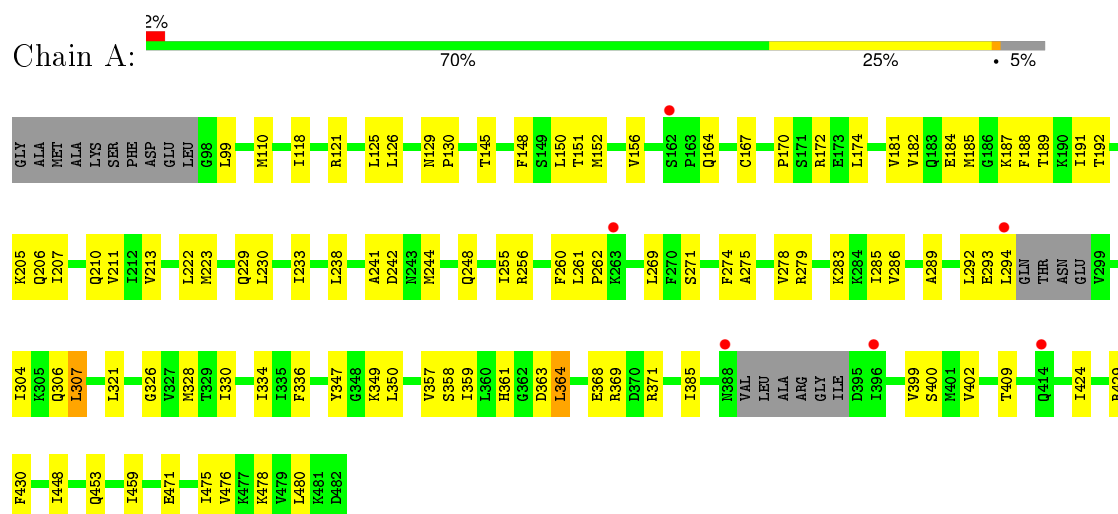 2%
Chain A:
70% 25% • 5%
GLY ALA MET ALA LYS SER PHE ASP GLU LEU G98 L99 M110 I118 R121 L125 L126 N129 P130 T145 F148 S149 L150 T151 M152 V156 S162 P163 Q164 C167 P170 S171 R172 E173 L174 V181 V182 Q183 E184 M185 G186 K187 F188 T189 K190 I191 T192
K205 Q206 I207 Q210 V211 I212 V213 L222 M223 Q229 L230 I233 L238 A241 D242 N243 M244 Q248 I255 R256 F260 L261 P262 K263 L269 F270 S271 F274 A275 V278 R279 K283 K284 I285 V286 A289 L292 E293 L294 GLN THR ASN GLU V299
I304 K305 Q306 L307 L321 G326 V327 M328 T329 I330 I334 I335 F336 Y347 G348 K349 L350 V357 S358 I359 L360 H361 G362 D363 L364 E368 R369 D370 R371 I385 N388 VAL LEU ALA ARG GLY ILE D395 I396 V399 S400 M401 V402 T409 Q414 I424 R429
F430 I448 Q453 I459 E471 I475 V476 K477 K478 V479 L480 K481 D482